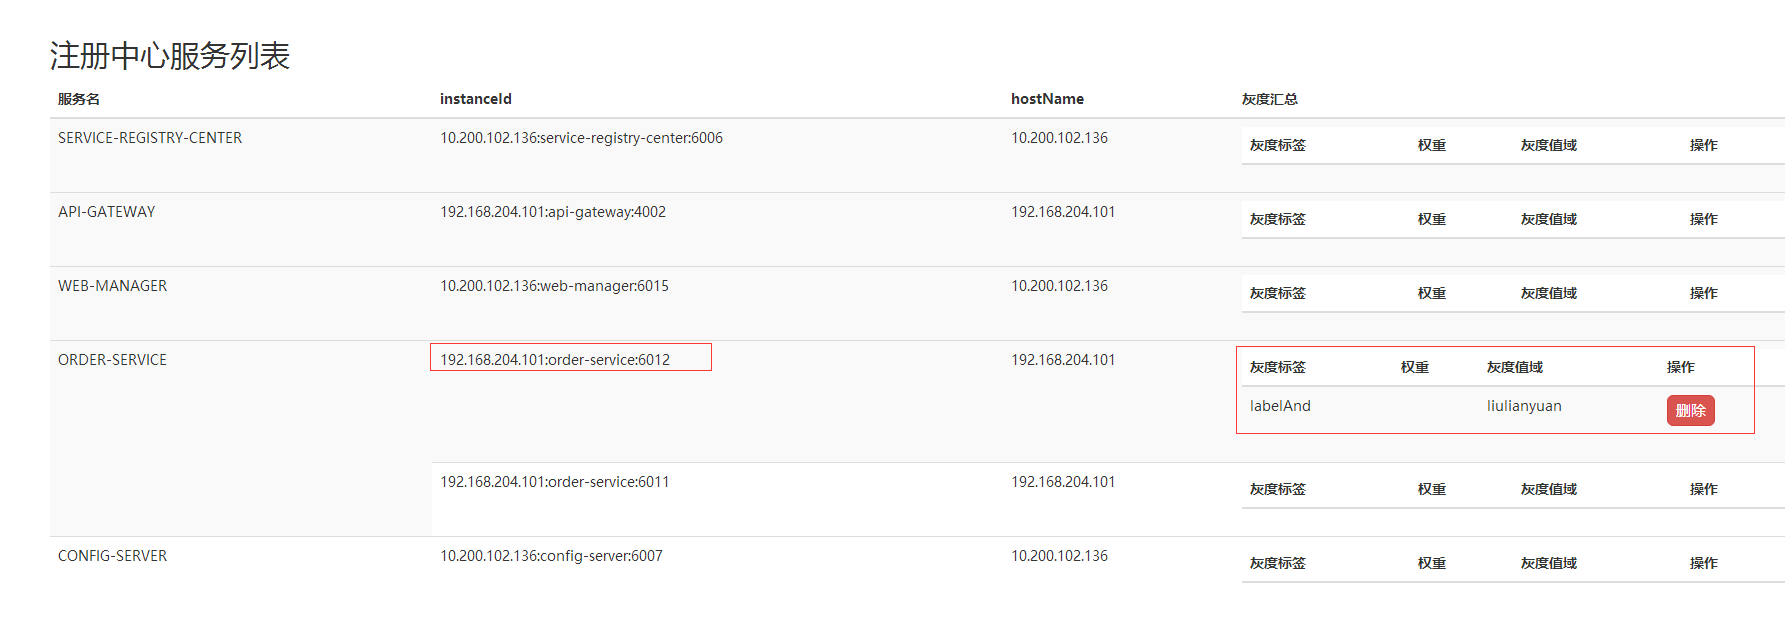 注册中心服务列表
服务名 instanceId hostName 灰度汇总
SERVICE-REGISTRY-CENTER 10.200.102.136:service-registry-center:6006 10.200.102.136 灰度标签 权重 灰度值域 操作
API-GATEWAY 192.168.204.101:api-gateway:4002 192.168.204.101 灰度标签 权重 灰度值域 操作
WEB-MANAGER 10.200.102.136:web-manager:6015 10.200.102.136 灰度标签 权重 灰度值域 操作
ORDER-SERVICE 192.168.204.101:order-service:6012 192.168.204.101 灰度标签 权重 灰度值域 操作
labelAnd liulianyuan 删除
192.168.204.101:order-service:6011 192.168.204.101 灰度标签 权重 灰度值域 操作
CONFIG-SERVER 10.200.102.136:config-server:6007 10.200.102.136 灰度标签 权重 灰度值域 操作